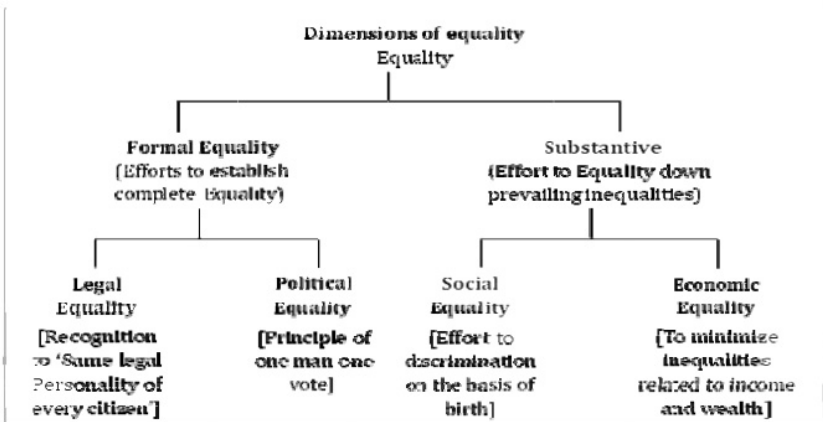 Dimensions of equality
Equality
Formal Equality
(Efforts to establish
complete Equality)
Substantive
(Effort to Equality down
prevailing inequalities)
Legal
Equality
[Recognition
to 'Same legal
Personality of
every citizen']
Political
Equality
[Principle of
one man one
vote]
Social
Equality
[Effort to
discrimination
on the basis of
birth]
Economic
Equality
[To minimize
inequalities
related to income
and wealth]